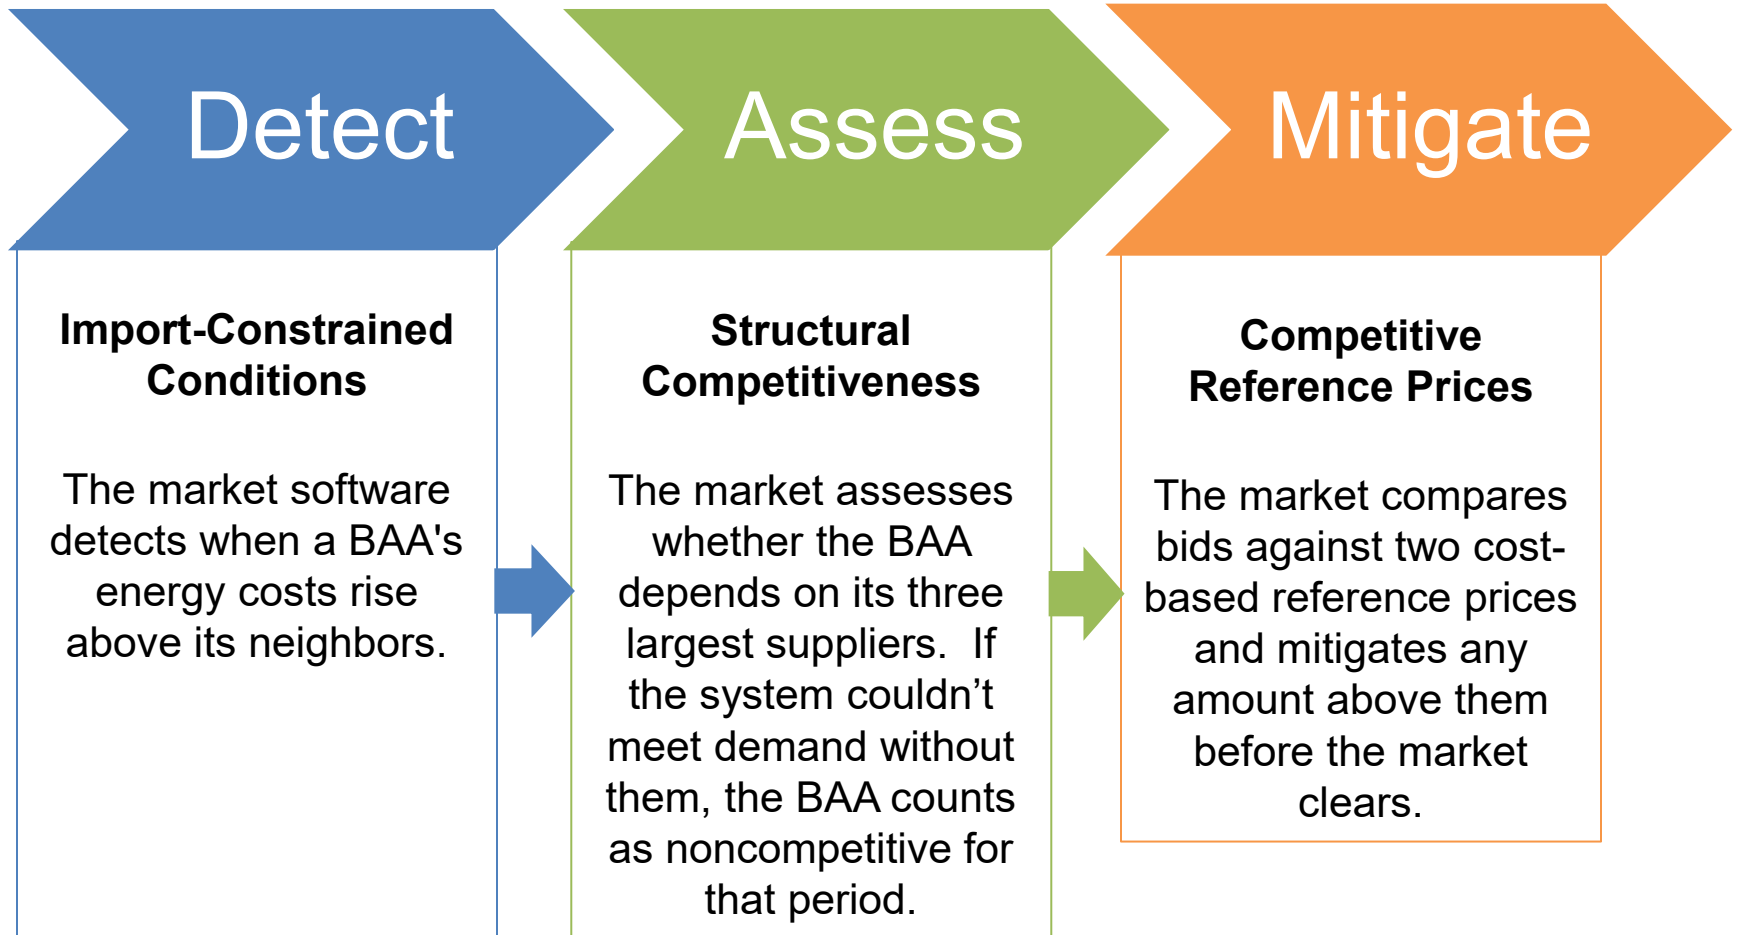 Detect
Assess
Mitigate
Import-Constrained
Conditions
The market software
detects when a BAA's
energy costs rise
above its neighbors.
Structural
Competitiveness
The market assesses
whether the BAA
depends on its three
largest suppliers.  If
the system couldn’t
meet demand without
them, the BAA counts
as noncompetitive for
that period.
Competitive
Reference Prices
The market compares
bids against two cost-
based reference prices
and mitigates any
amount above them
before the market
clears.